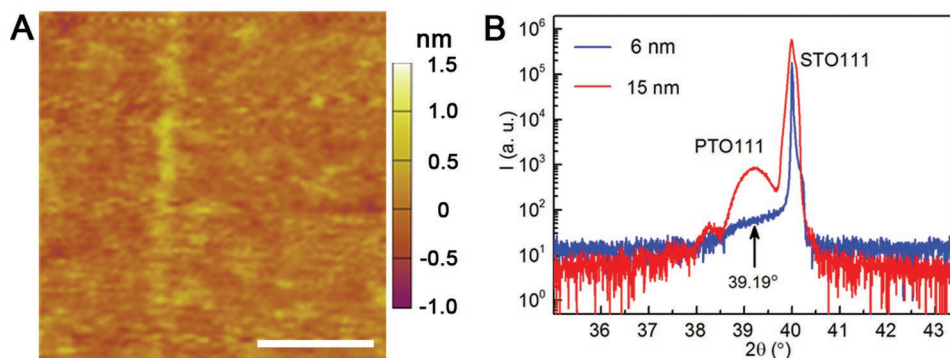 A
nm
1.5
1.0
0.5
0
-0.5
-1.0
B
10⁶
10⁵
10⁴
10³
10²
10¹
10⁰
I (a. u.)
6 nm
15 nm
STO111
PTO111
39.19°
36 37 38 39 40 41 42 43
2θ (°)